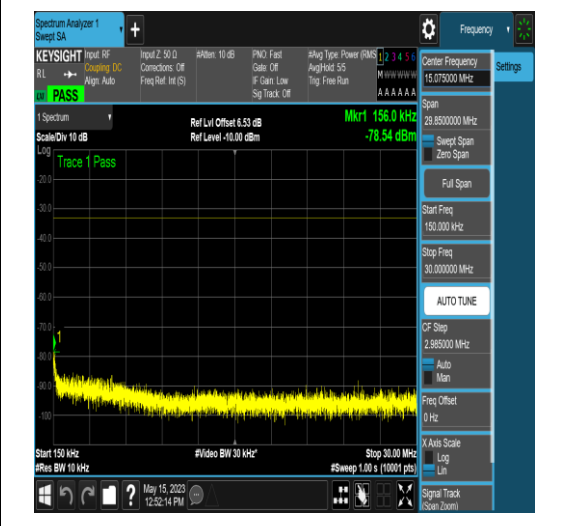 Spectrum Analyzer 1
Swept SA
+
Frequency
KEYSIGHT
RL
Input: RF
Coupling: DC
Align: Auto
Input Z: 50 Ω
Corrections: Off
Freq Ref: Int (S)
#Atten: 10 dB
PNO: Fast
Gate: Off
IF Gain: Low
Sig Track: Off
#Avg Type: Power (RMS
Avg|Hold: 5/5
Trig: Free Run
1 2 3 4 5 6
M W W W W W
A A A A A A
PASS
1 Spectrum
Scale/Div 10 dB
Ref Lvl Offset 6.53 dB
Ref Level -10.00 dBm
Mkr1 156.0 kHz
-78.54 dBm
Log
Trace 1 Pass
-20.0
-30.0
-40.0
-50.0
-60.0
-70.0
-80.0
-90.0
-100
1
Start 150 kHz
#Res BW 10 kHz
#Video BW 30 kHz*
Stop 30.00 MHz
#Sweep 1.00 s (10001 pts)
?
May 15, 2023
12:52:14 PM
Center Frequency
15.075000 MHz
Settings
Span
29.8500000 MHz
Swept Span
Zero Span
Full Span
Start Freq
150.000 kHz
Stop Freq
30.000000 MHz
AUTO TUNE
CF Step
2.985000 MHz
Auto
Man
Freq Offset
0 Hz
X Axis Scale
Log
Lin
Signal Track
(Span Zoom)